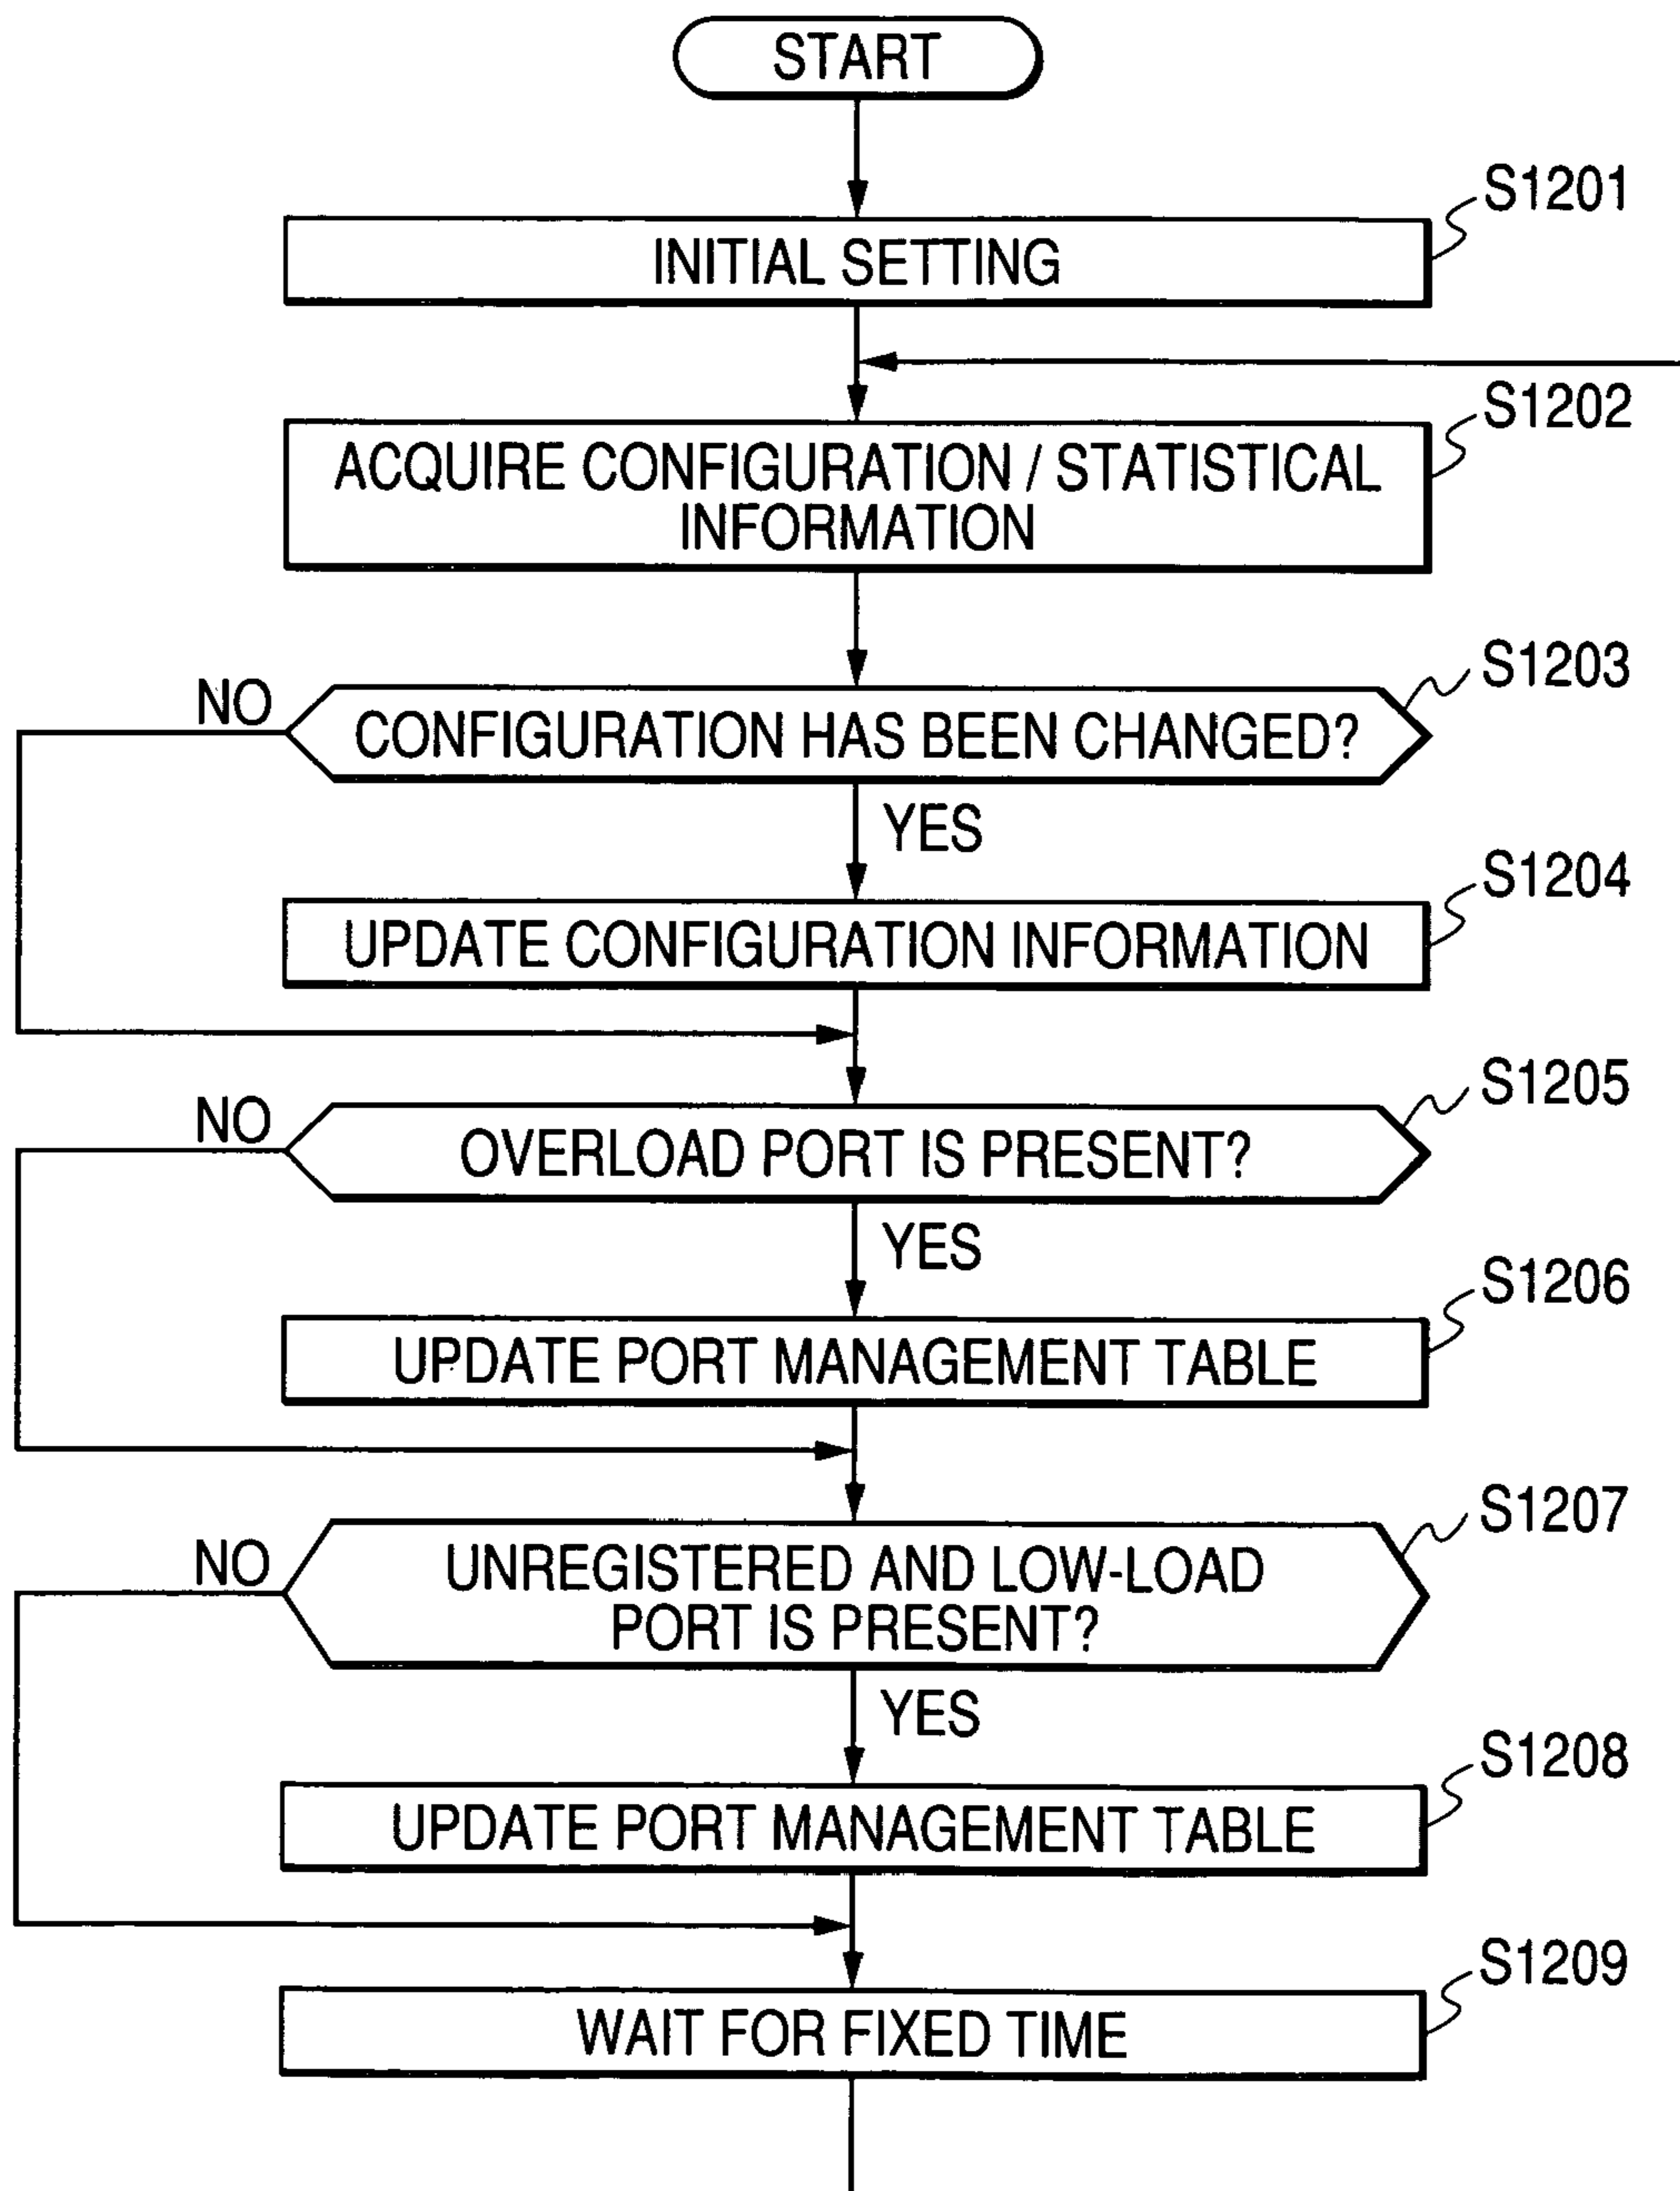 START
S1201
INITIAL SETTING
S1202
ACQUIRE CONFIGURATION / STATISTICAL
INFORMATION
S1203
NO
CONFIGURATION HAS BEEN CHANGED?
YES
S1204
UPDATE CONFIGURATION INFORMATION
S1205
NO
OVERLOAD PORT IS PRESENT?
YES
S1206
UPDATE PORT MANAGEMENT TABLE
S1207
NO
UNREGISTERED AND LOW-LOAD
PORT IS PRESENT?
YES
S1208
UPDATE PORT MANAGEMENT TABLE
S1209
WAIT FOR FIXED TIME